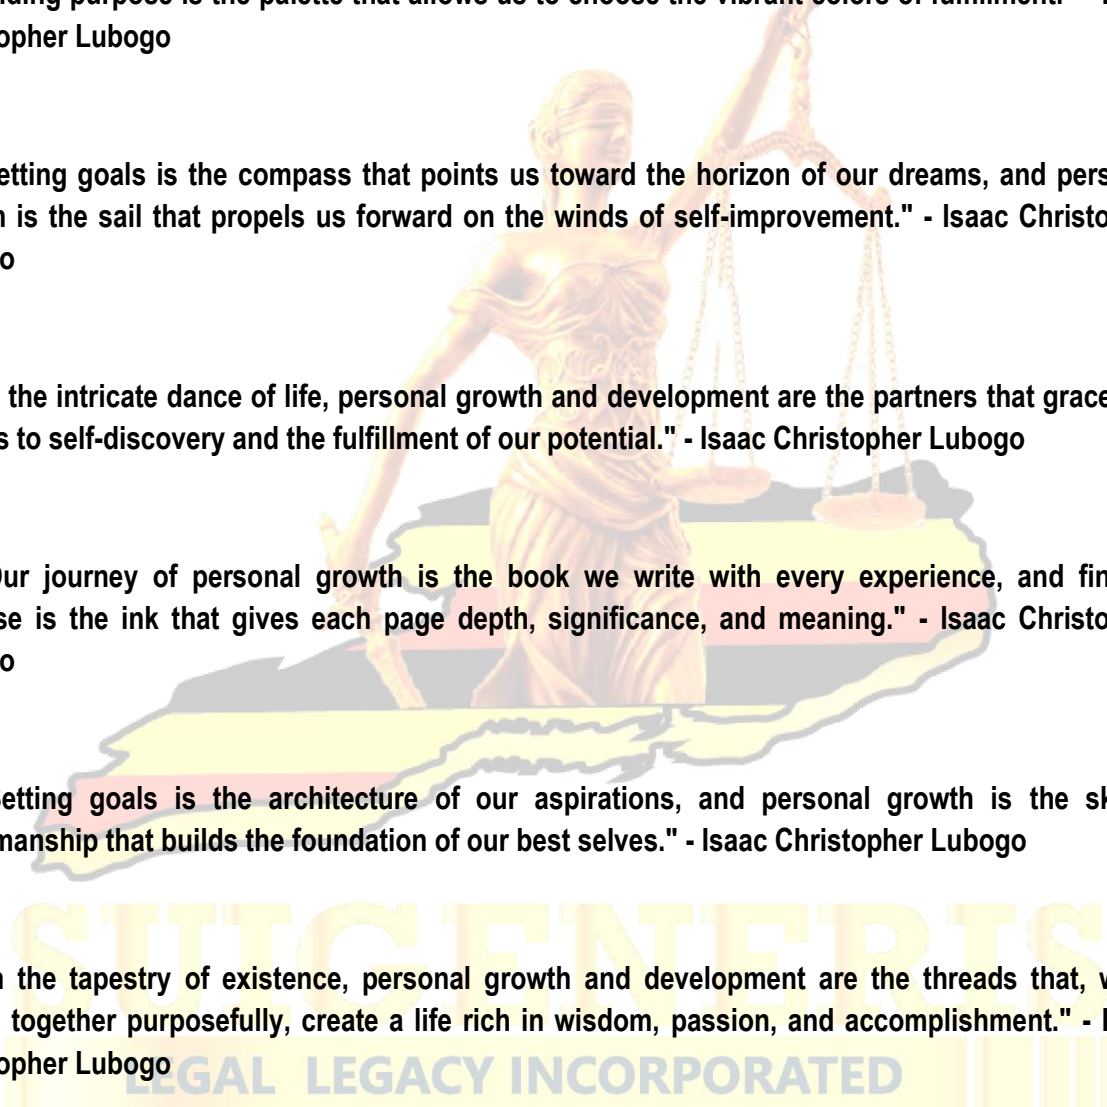 purpose is the palette that allows us to choose the vibrant colors of fulfillment."
opher Lubogo
etting goals is the compass that points us toward the horizon of our dreams, and pers
is the sail that propels us forward on the winds of self-improvement." - Isaac Christo
o
the intricate dance of life, personal growth and development are the partners that grace
s to self-discovery and the fulfillment of our potential." - Isaac Christopher Lubogo
ur journey of personal growth is the book we write with every experience, and fin
se is the ink that gives each page depth, significance, and meaning." - Isaac Christo
o
etting goals is the architecture of our aspirations, and personal growth is the sk
manship that builds the foundation of our best selves." - Isaac Christopher Lubogo
the tapestry of existence, personal growth and development are the threads that, w
together purposefully, create a life rich in wisdom, passion, and accomplishment." -
opher Lubogo
SUIGENERIS
LEGAL LEGACY INCORPORATED